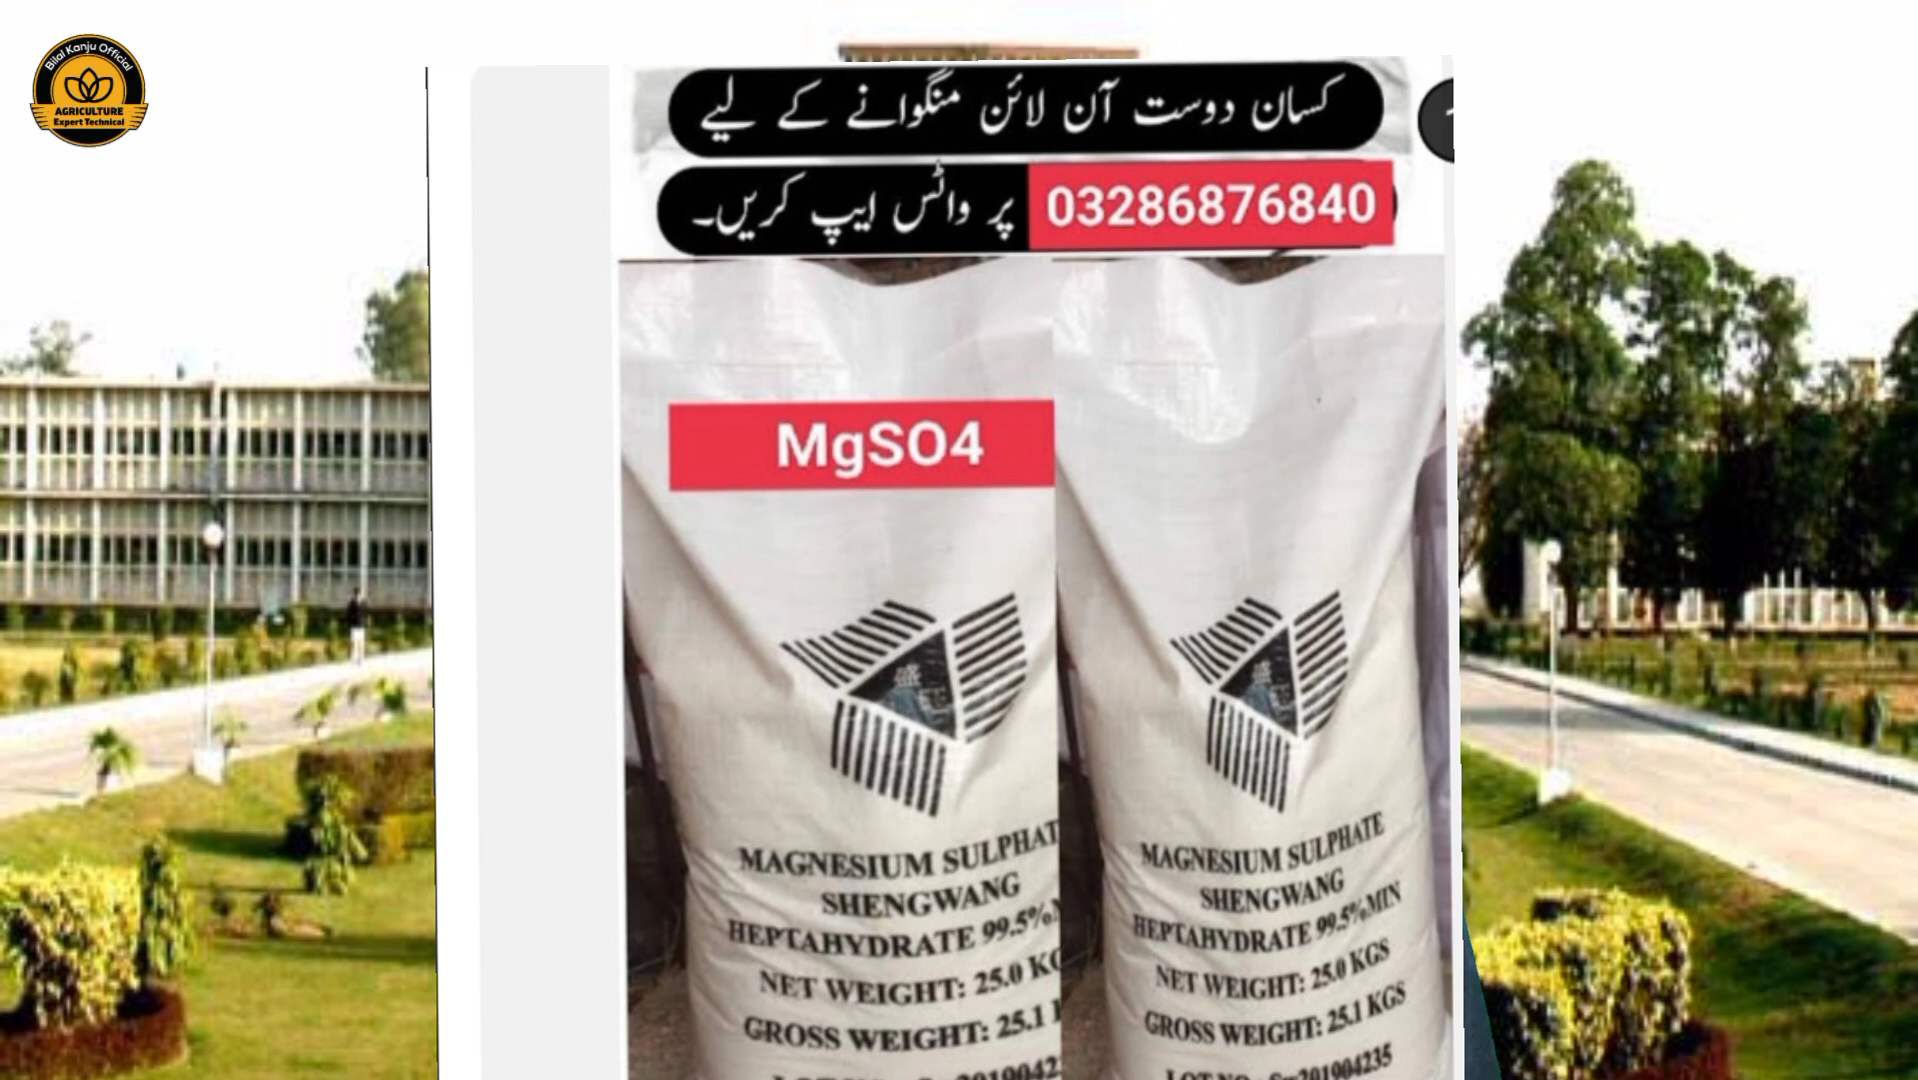 Bilal Kanju Official
AGRICULTURE
Expert Technical
کسان دوست آن لائن منگوانے کے لیے
03286876840 پر واٹس ایپ کریں۔
MgSO4
MAGNESIUM SULPHAT
SHENGWANG
HEPTAHYDRATE 99.5%
NET WEIGHT: 25.0 KG
GROSS WEIGHT: 25.1
MAGNESIUM SULPHATE
SHENGWANG
HEPTAHYDRATE 99.5%MIN
NET WEIGHT: 25.0 KGS
GROSS WEIGHT: 25.1 KGS